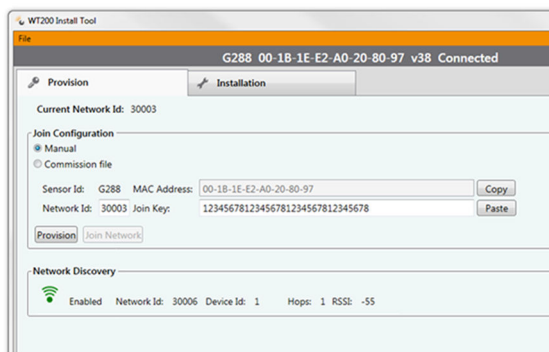 WT200 Install Tool
File
G288 00-1B-1E-E2-A0-20-80-97 v38 Connected
Provision Installation
Current Network Id: 30003
Join Configuration
Manual
Commission file
Sensor Id: G288 MAC Address: 00-1B-1E-E2-A0-20-80-97 Copy
Network Id: 30003 Join Key: 12345678123456781234567812345678 Paste
Provision Join Network
Network Discovery
Enabled Network Id: 30006 Device Id: 1 Hops: 1 RSSI: -55